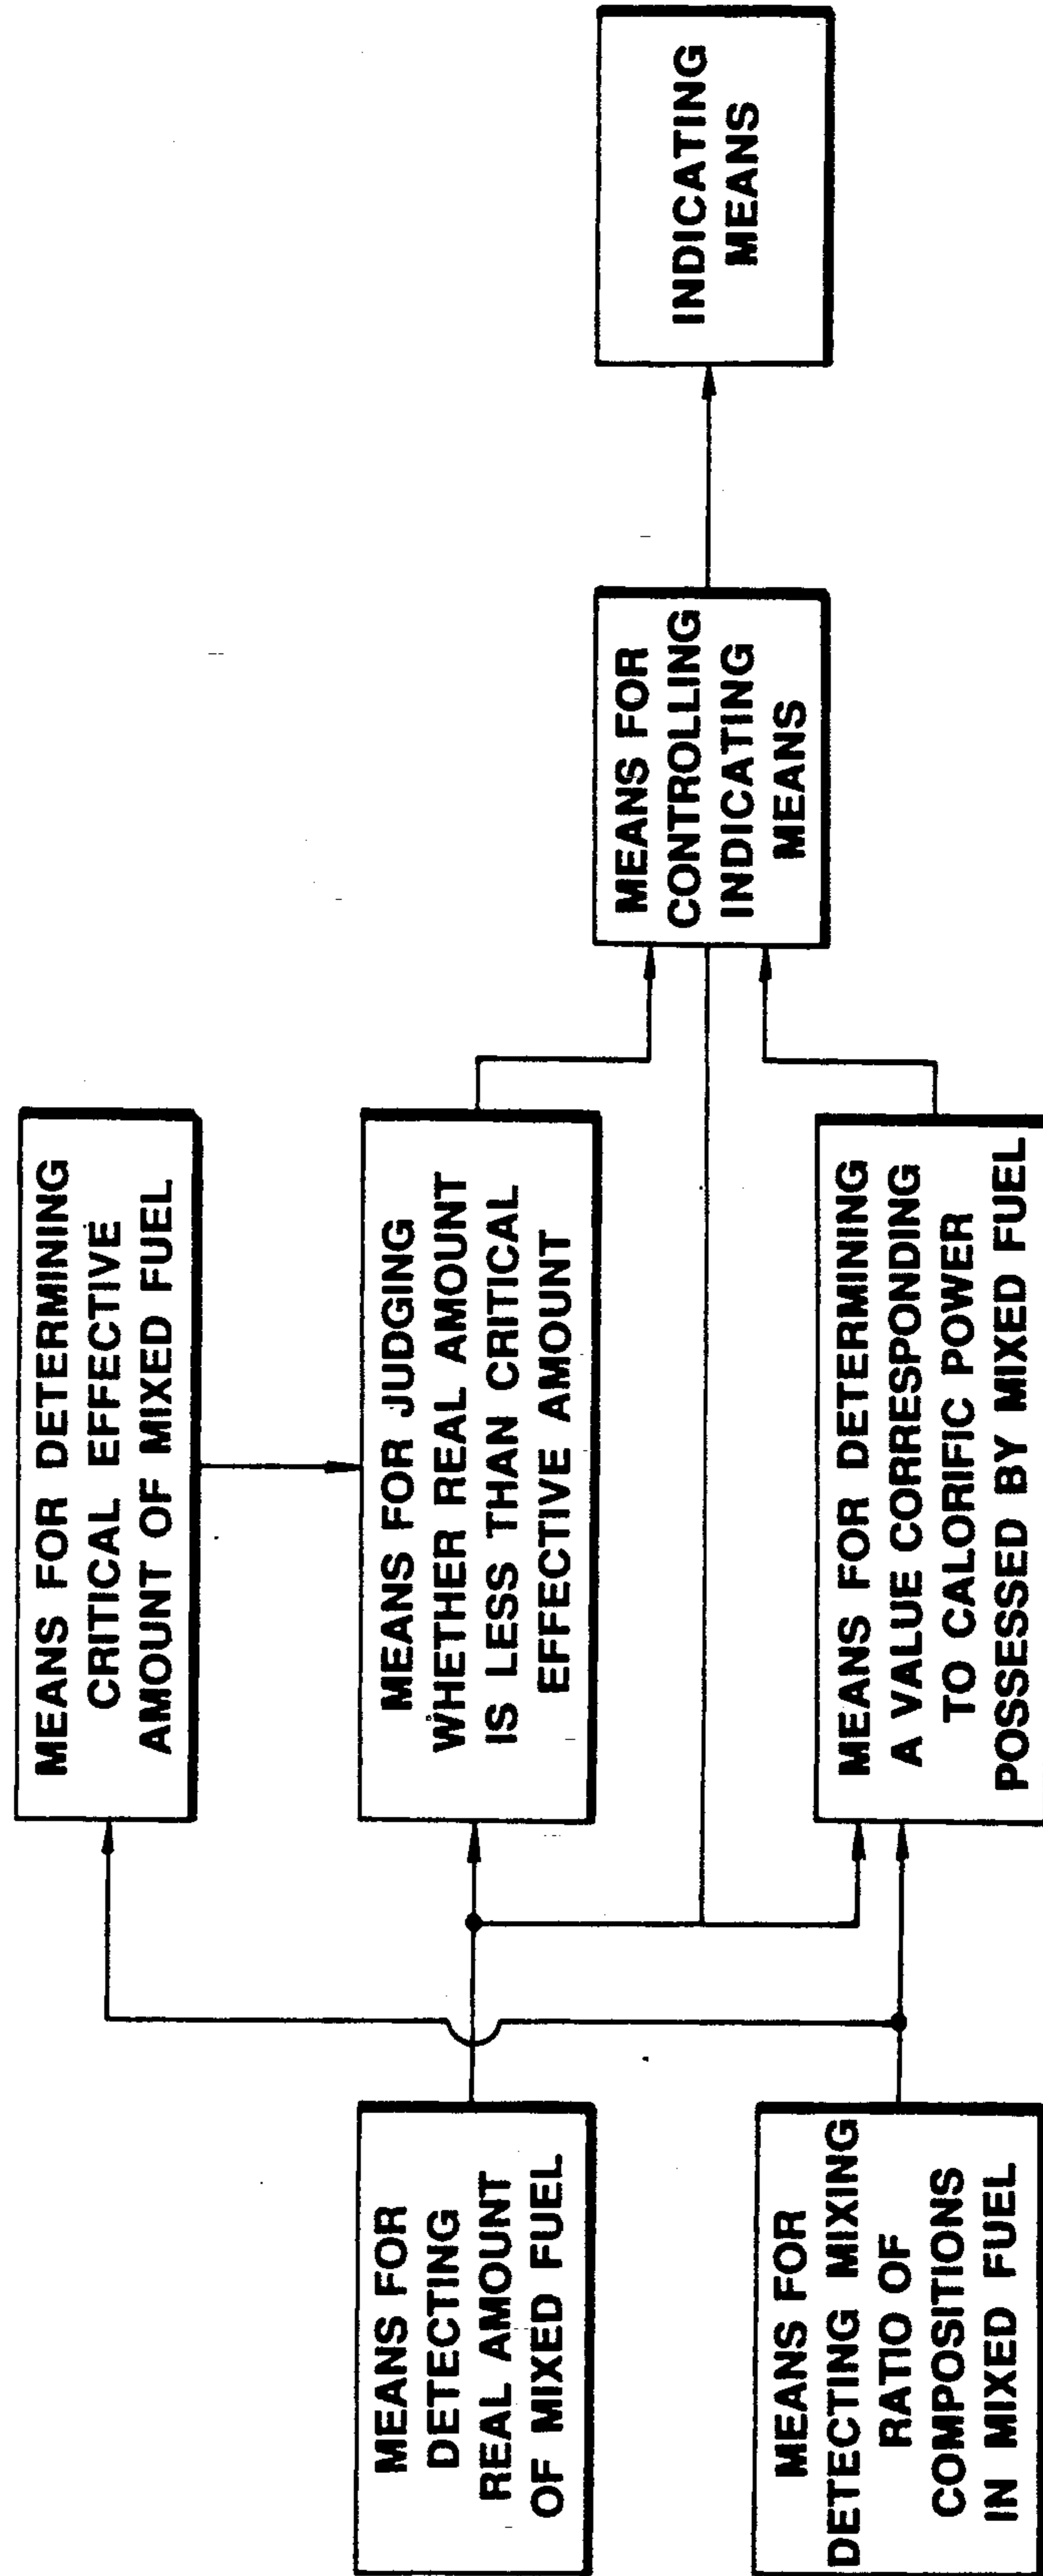 MEANS FOR DETERMINING
CRITICAL EFFECTIVE
AMOUNT OF MIXED FUEL
MEANS FOR
DETECTING
REAL AMOUNT
OF MIXED FUEL
MEANS FOR JUDGING
WHETHER REAL AMOUNT
IS LESS THAN CRITICAL
EFFECTIVE AMOUNT
MEANS FOR
CONTROLLING
INDICATING
MEANS
INDICATING
MEANS
MEANS FOR
DETECTING MIXING
RATIO OF
COMPOSITIONS
IN MIXED FUEL
MEANS FOR DETERMINING
A VALUE CORRESPONDING
TO CALORIFIC POWER
POSSESSED BY MIXED FUEL